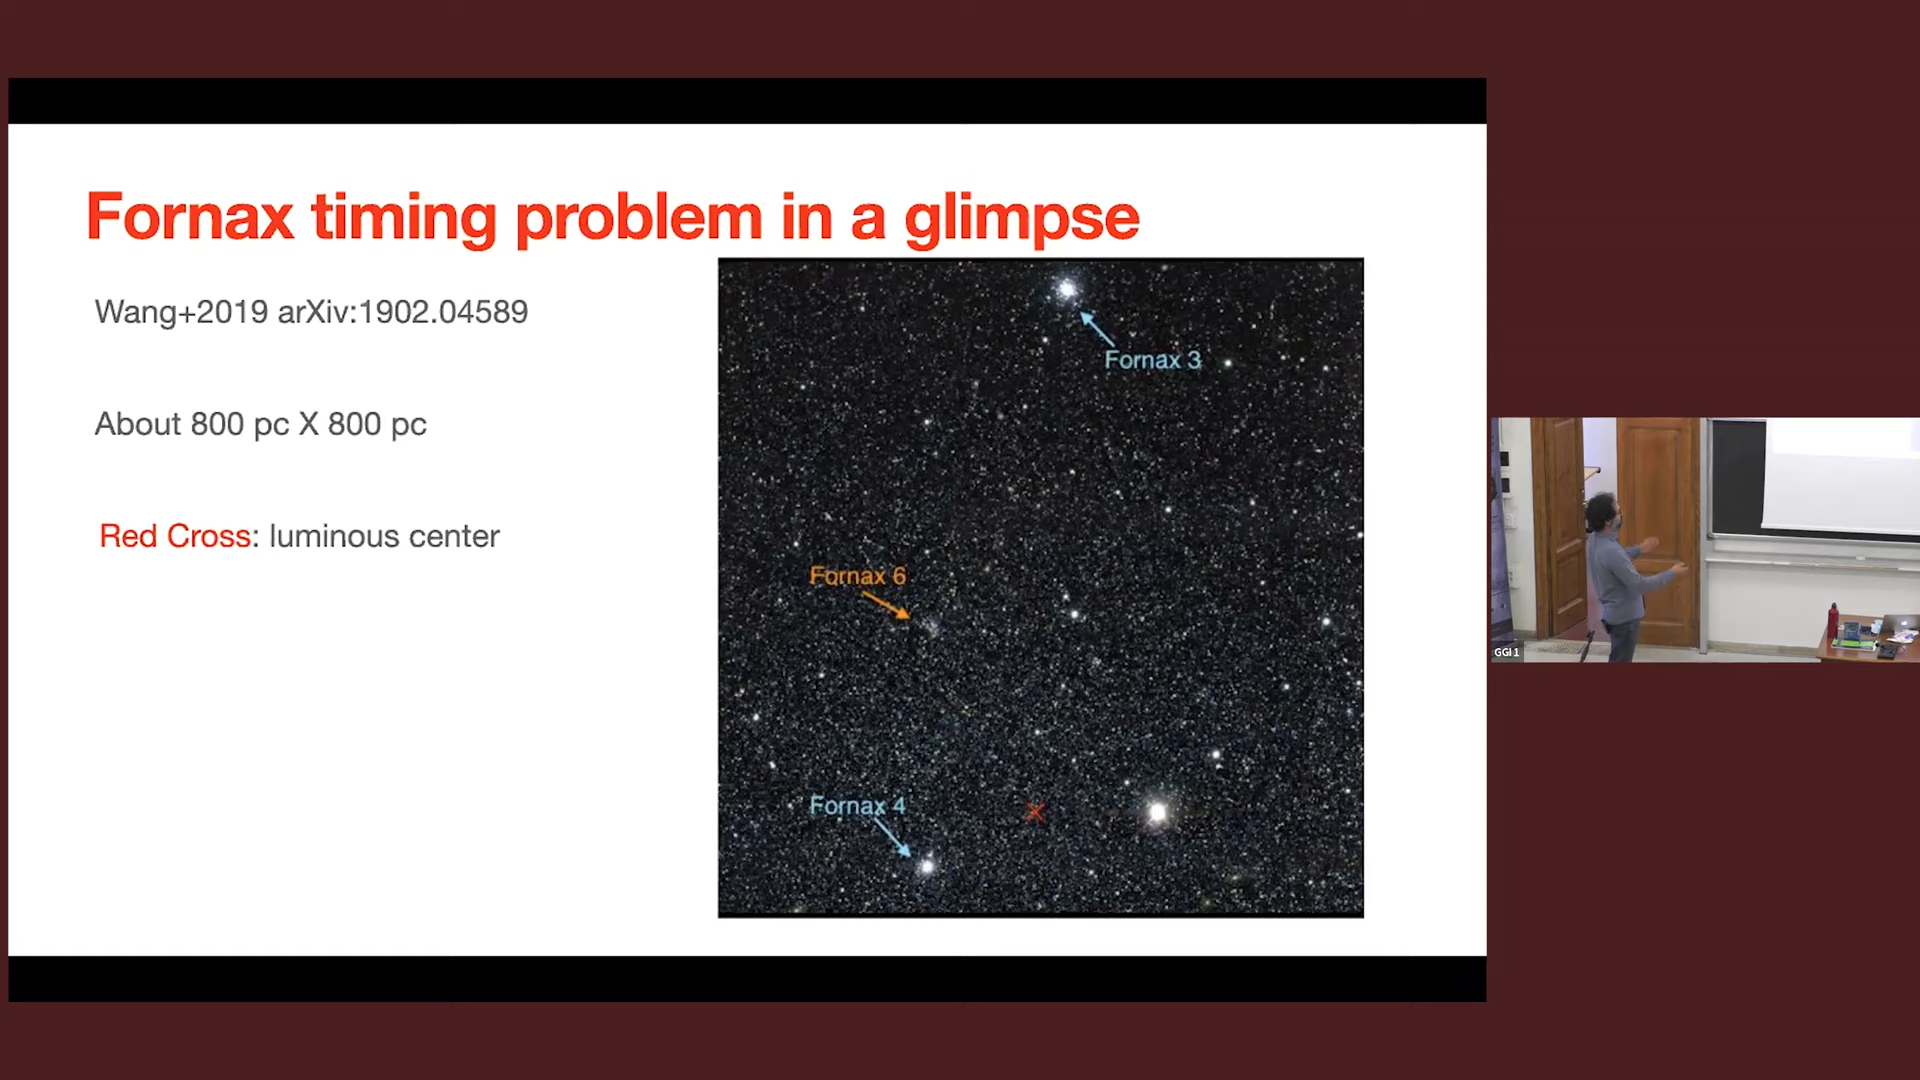 Fornax timing problem in a glimpse
Wang+2019 arXiv:1902.04589
About 800 pc X 800 pc
Red Cross: luminous center
Fornax 3
Fornax 6
Fornax 4
GGI 1